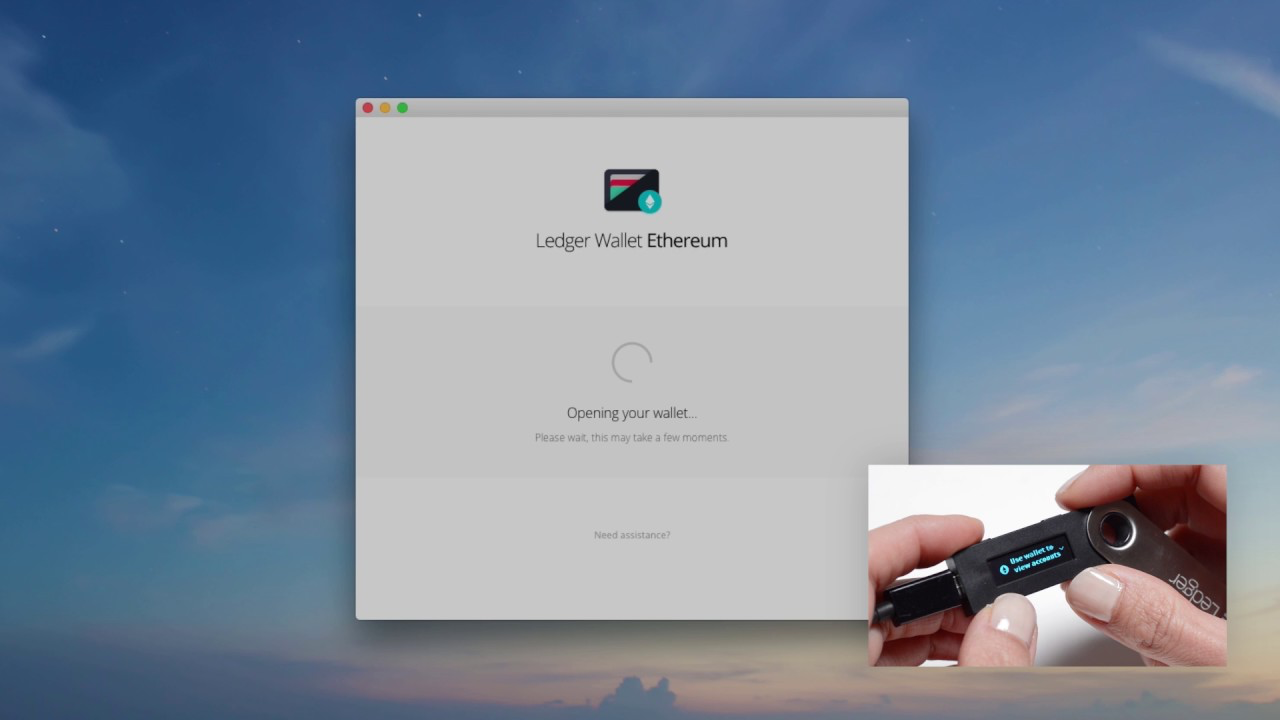 Ledger Wallet Ethereum
Opening your wallet...
Please wait, this may take a few moments.
Need assistance?
Use wallet to
view accounts
Ledger